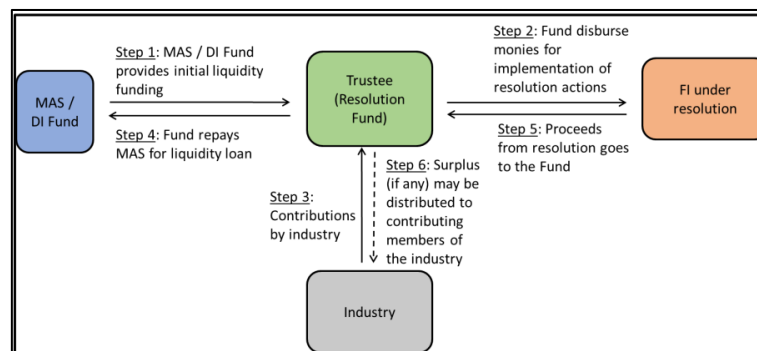 Step 1: MAS / DI Fund
provides initial liquidity
funding
Step 2: Fund disburse
monies for
implementation of
resolution actions
MAS /
DI Fund
Trustee
(Resolution
Fund)
FI under
resolution
Step 4: Fund repays
MAS for liquidity loan
Step 5: Proceeds
from resolution goes
to the Fund
Step 3:
Contributions
by industry
Step 6: Surplus
(if any) may be
distributed to
contributing
members of
the industry
Industry